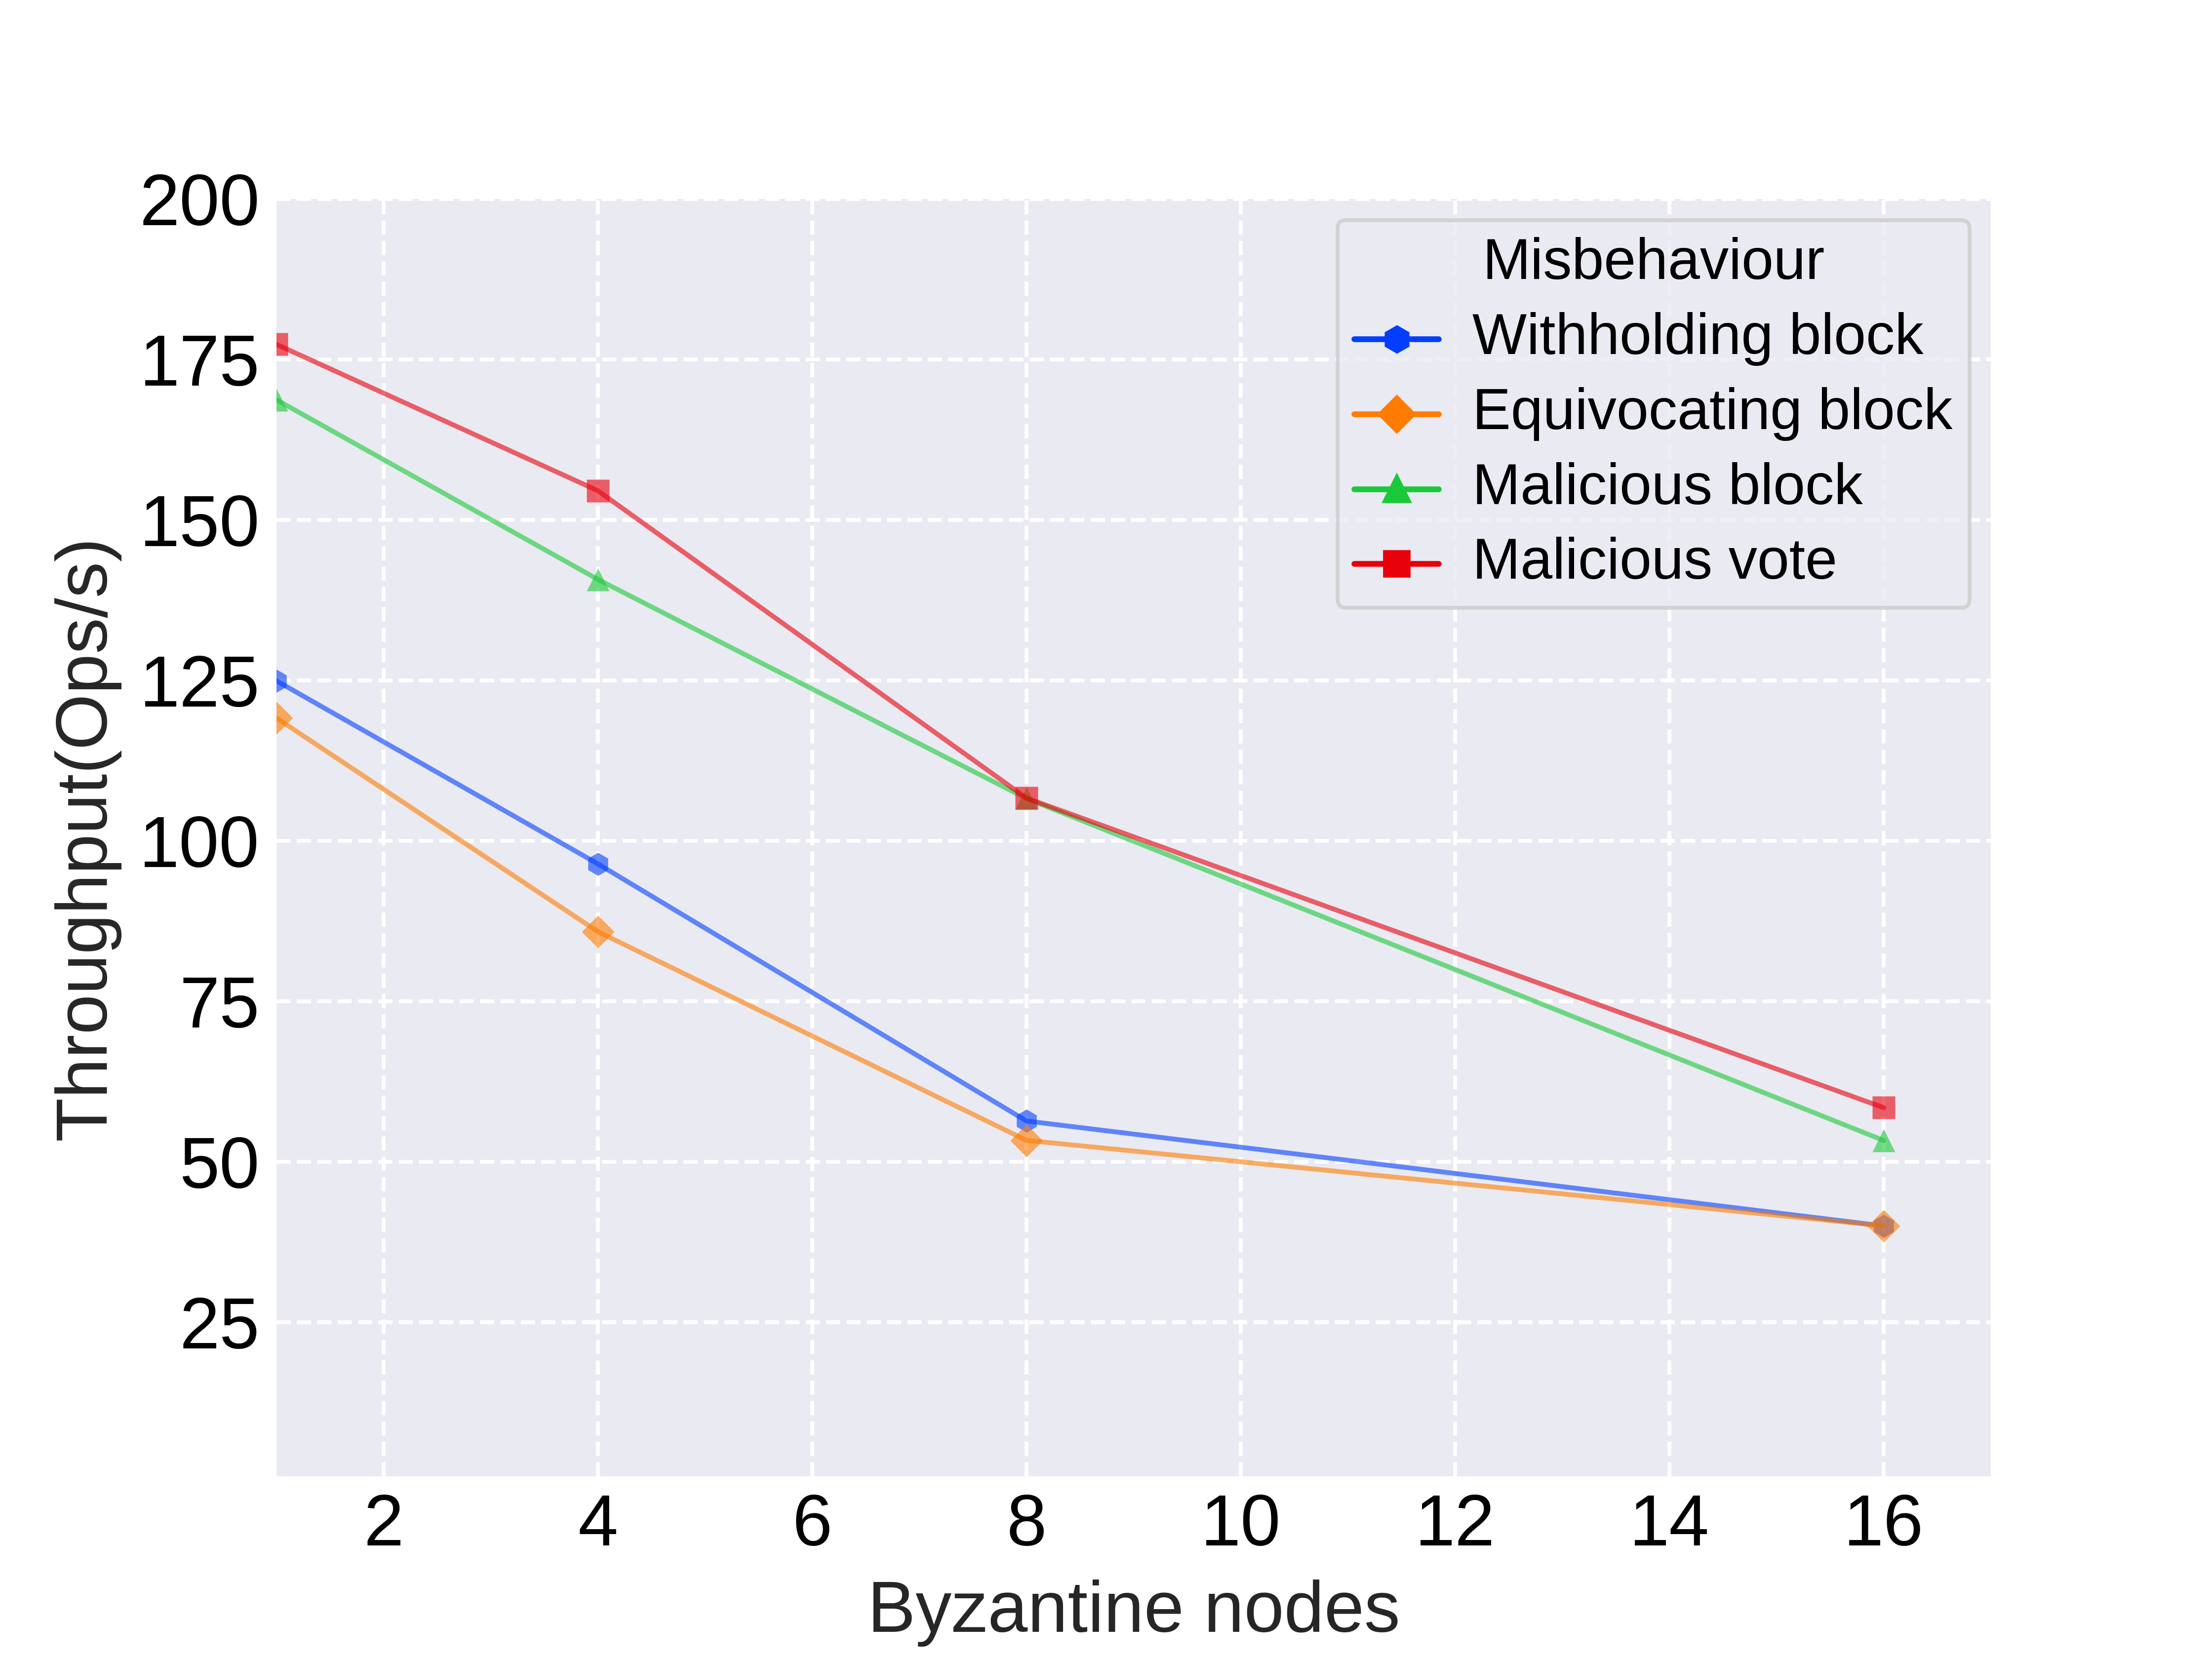 200
175
150
125
100
75
50
25
Throughput(Ops/s)
Misbehaviour
Withholding block
Equivocating block
Malicious block
Malicious vote
2 4 6 8 10 12 14 16
Byzantine nodes